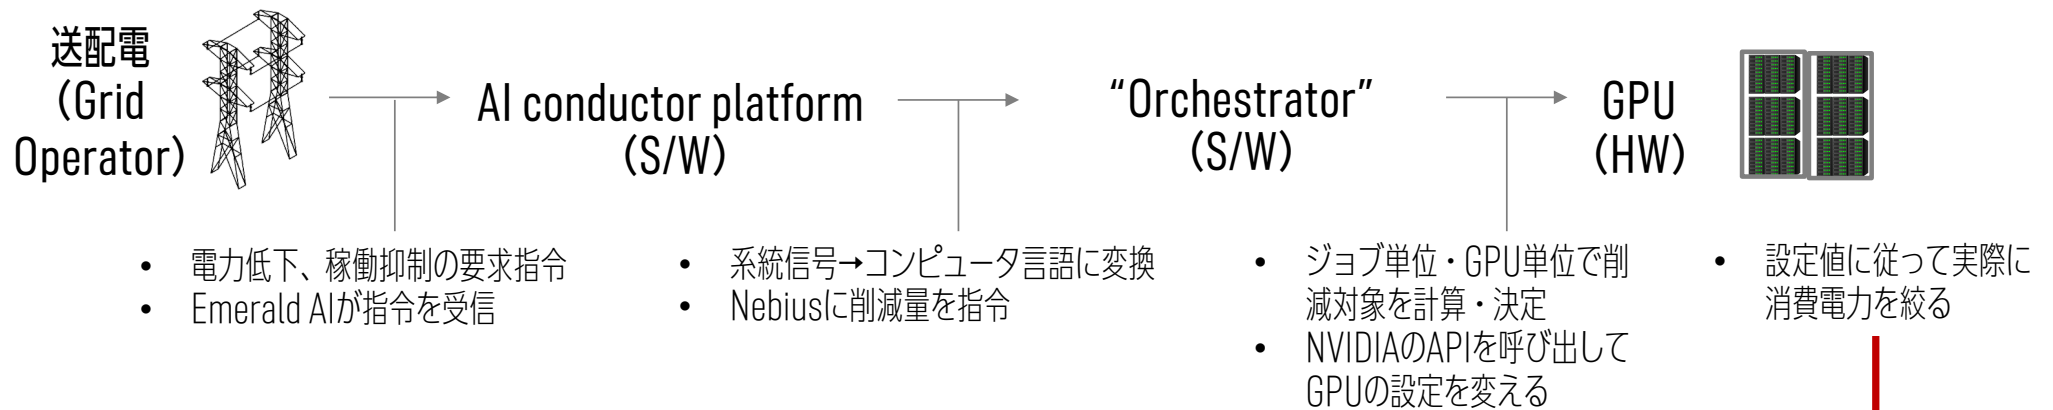 送配電
(Grid
Operator)
AI conductor platform
(S/W)
“Orchestrator”
(S/W)
GPU
(HW)
• 電力低下、稼働抑制の要求指令
• Emerald AIが指令を受信
• 系統信号→コンピュータ言語に変換
• Nebiusに削減量を指令
• ジョブ単位・GPU単位で削
減対象を計算・決定
• NVIDIAのAPIを呼び出して
GPUの設定を変える
• 設定値に従って実際に
消費電力を絞る